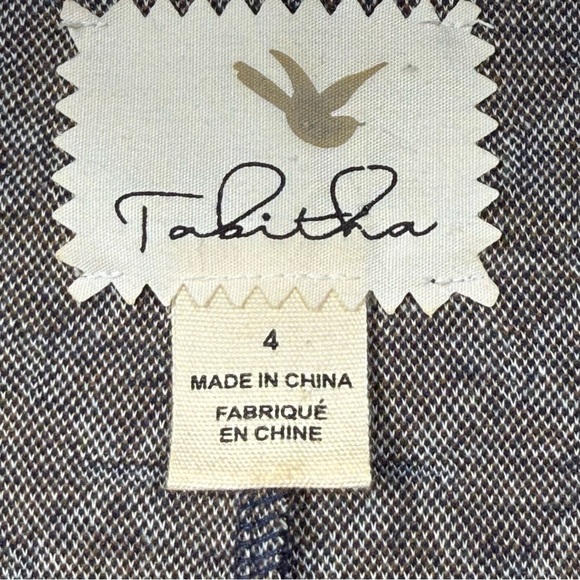 Tabitha
4
MADE IN CHINA
FABRIQUÉ
EN CHINE